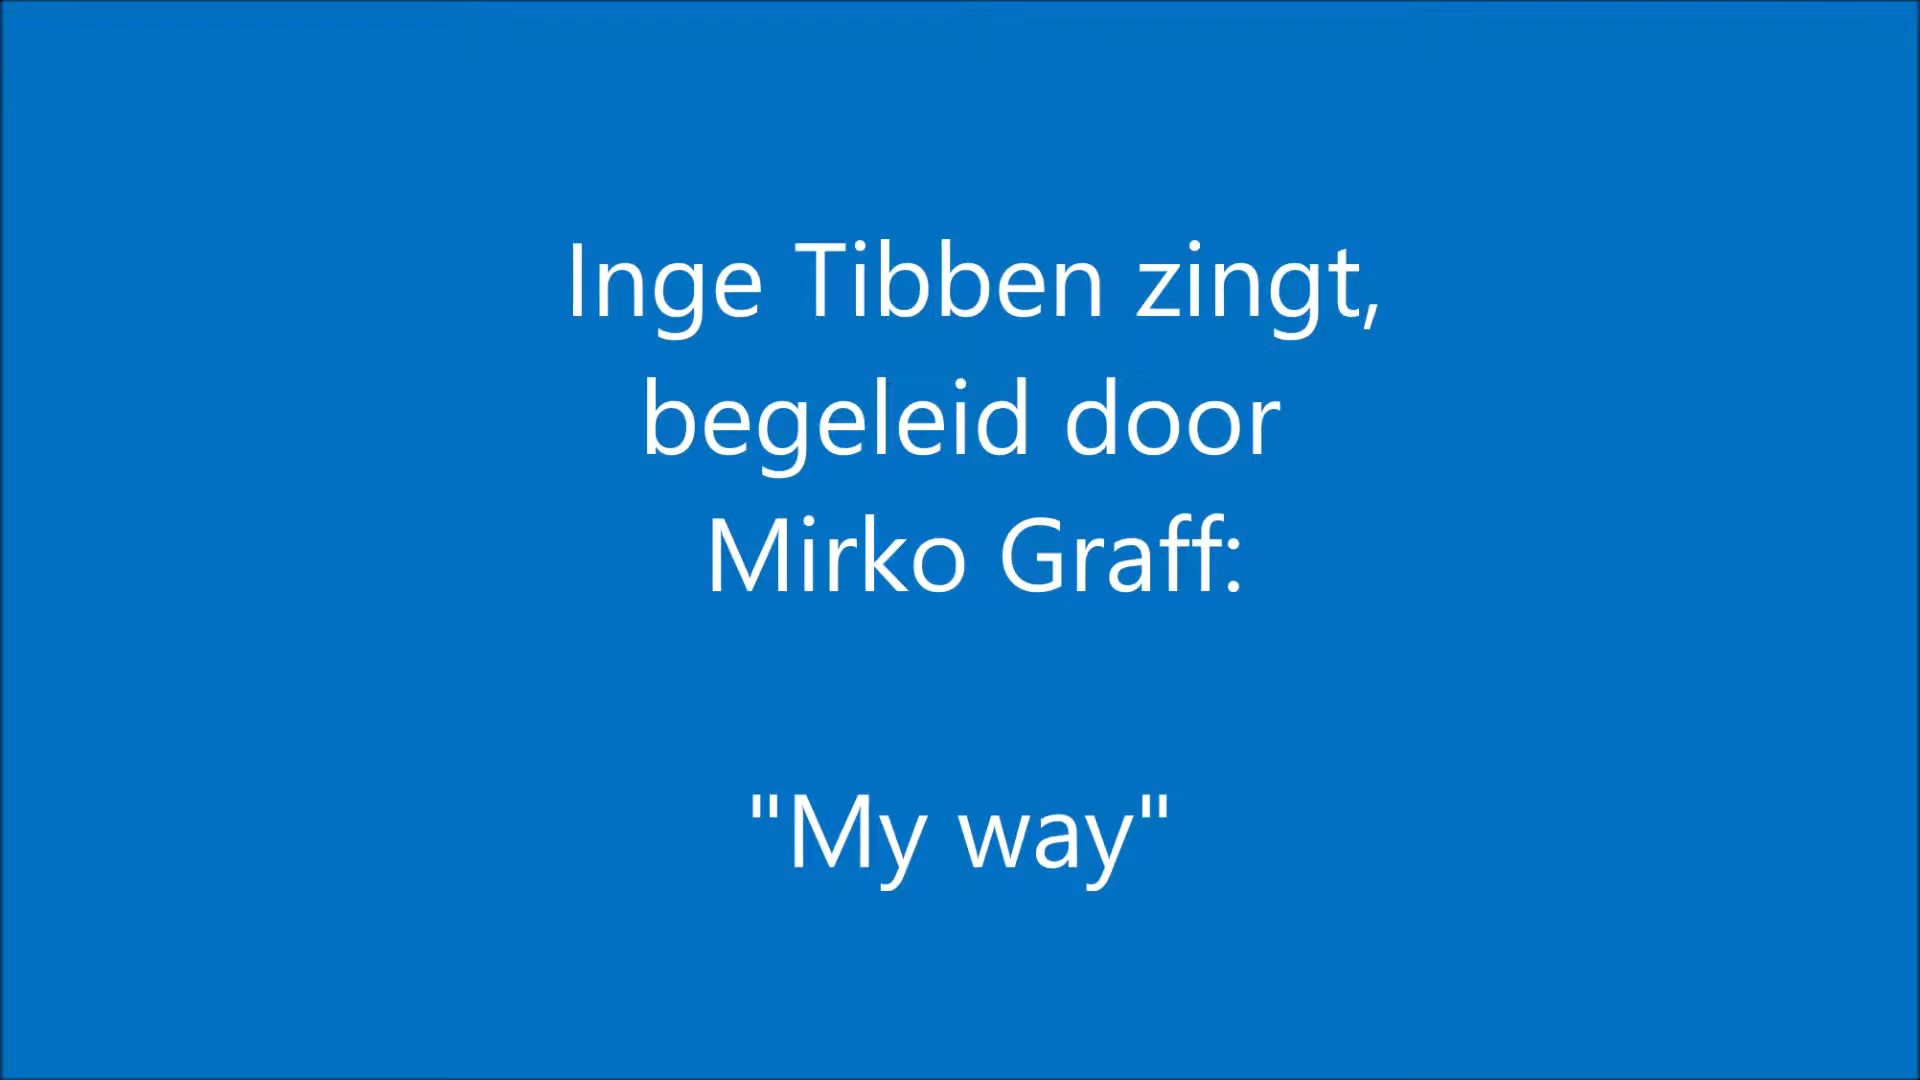 Inge Tibben zingt,
begeleid door
Mirko Graff:
"My way"